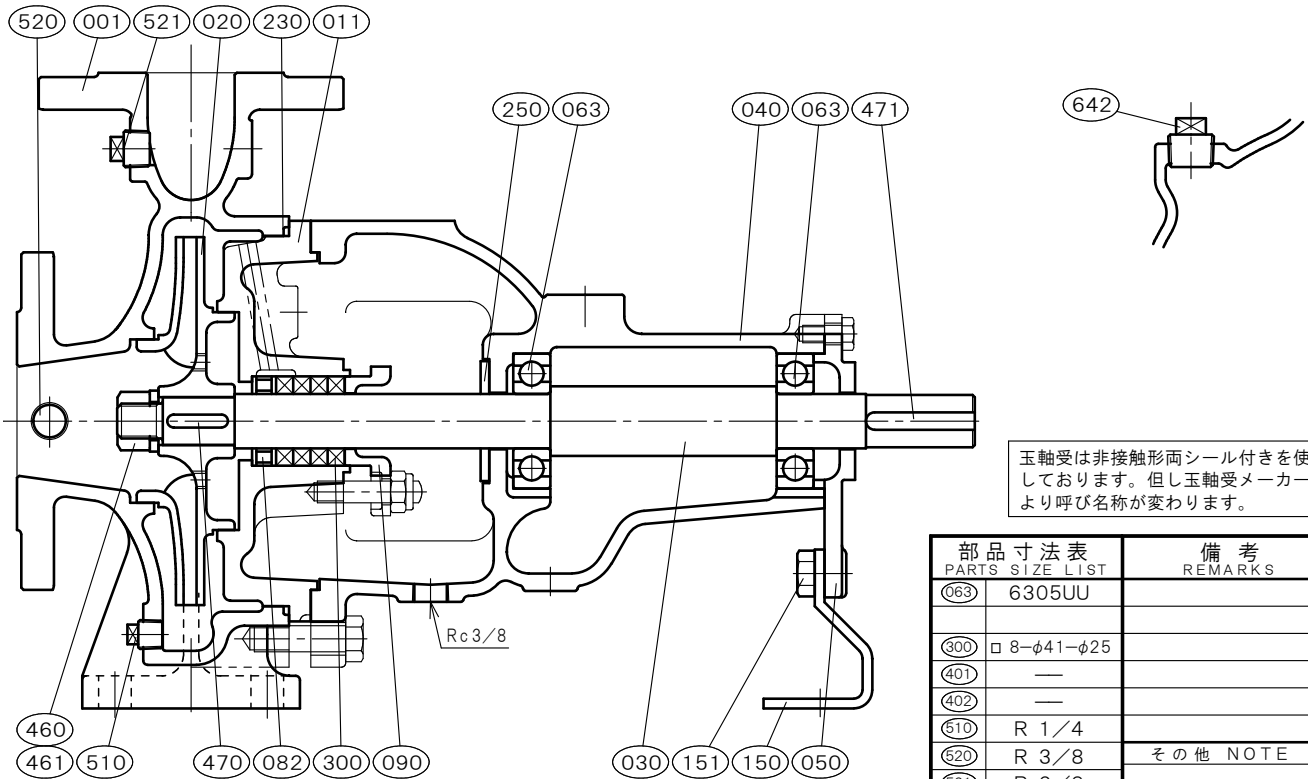 520 001 521 020 230 011
250 063 040 063 471
642
玉軸受は非接触形両シール付きを使
しております。但し玉軸受メーカー
より呼び名称が変わります。
部品寸法表 備考
PARTS SIZE LIST REMARKS
063 6305UU
300 □ 8-φ41-φ25
401 —
402 —
510 R 1/4
520 R 3/8 その他 NOTE
Rc3/8
460
461 510 470 082 300 090 030 151 150 050